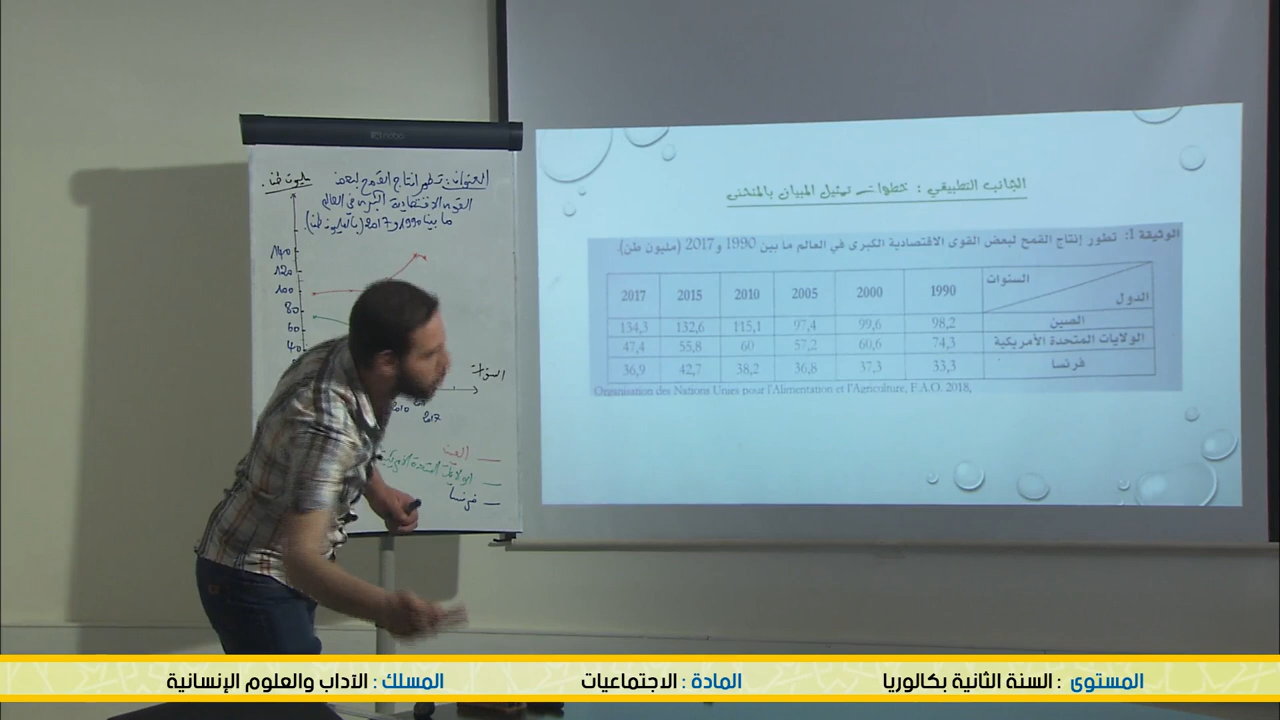 العنوان: تطور انتاج القمح لبعض
القوى الاقتصادية الكبرى في العالم
ما بين 1990 و 2017 (بالمليون طن).
مليون طن
140
120
100
80
60
40
السنوات
2010
2017
الصين
الولايات المتحدة الأمريكية
فرنسا
الجانب التطبيقي : خطوات تمثيل المبيان بالمنحنى
الوثيقة 1: تطور إنتاج القمح لبعض القوى الاقتصادية الكبرى في العالم ما بين 1990 و 2017 (مليون طن).
السنوات
الدول
1990 2000 2005 2010 2015 2017
الصين 98,2 99,6 97,4 115,1 132,6 134,3
الولايات المتحدة الأمريكية 74,3 60,6 57,2 60 55,8 47,4
فرنسا 33,3 37,3 36,8 38,2 42,7 36,9
Organisation des Nations Unies pour l'Alimentation et l'Agriculture, F.A.O. 2018,
المستوى : السنة الثانية بكالوريا
المادة : الاجتماعيات
المسلك : الآداب والعلوم الإنسانية